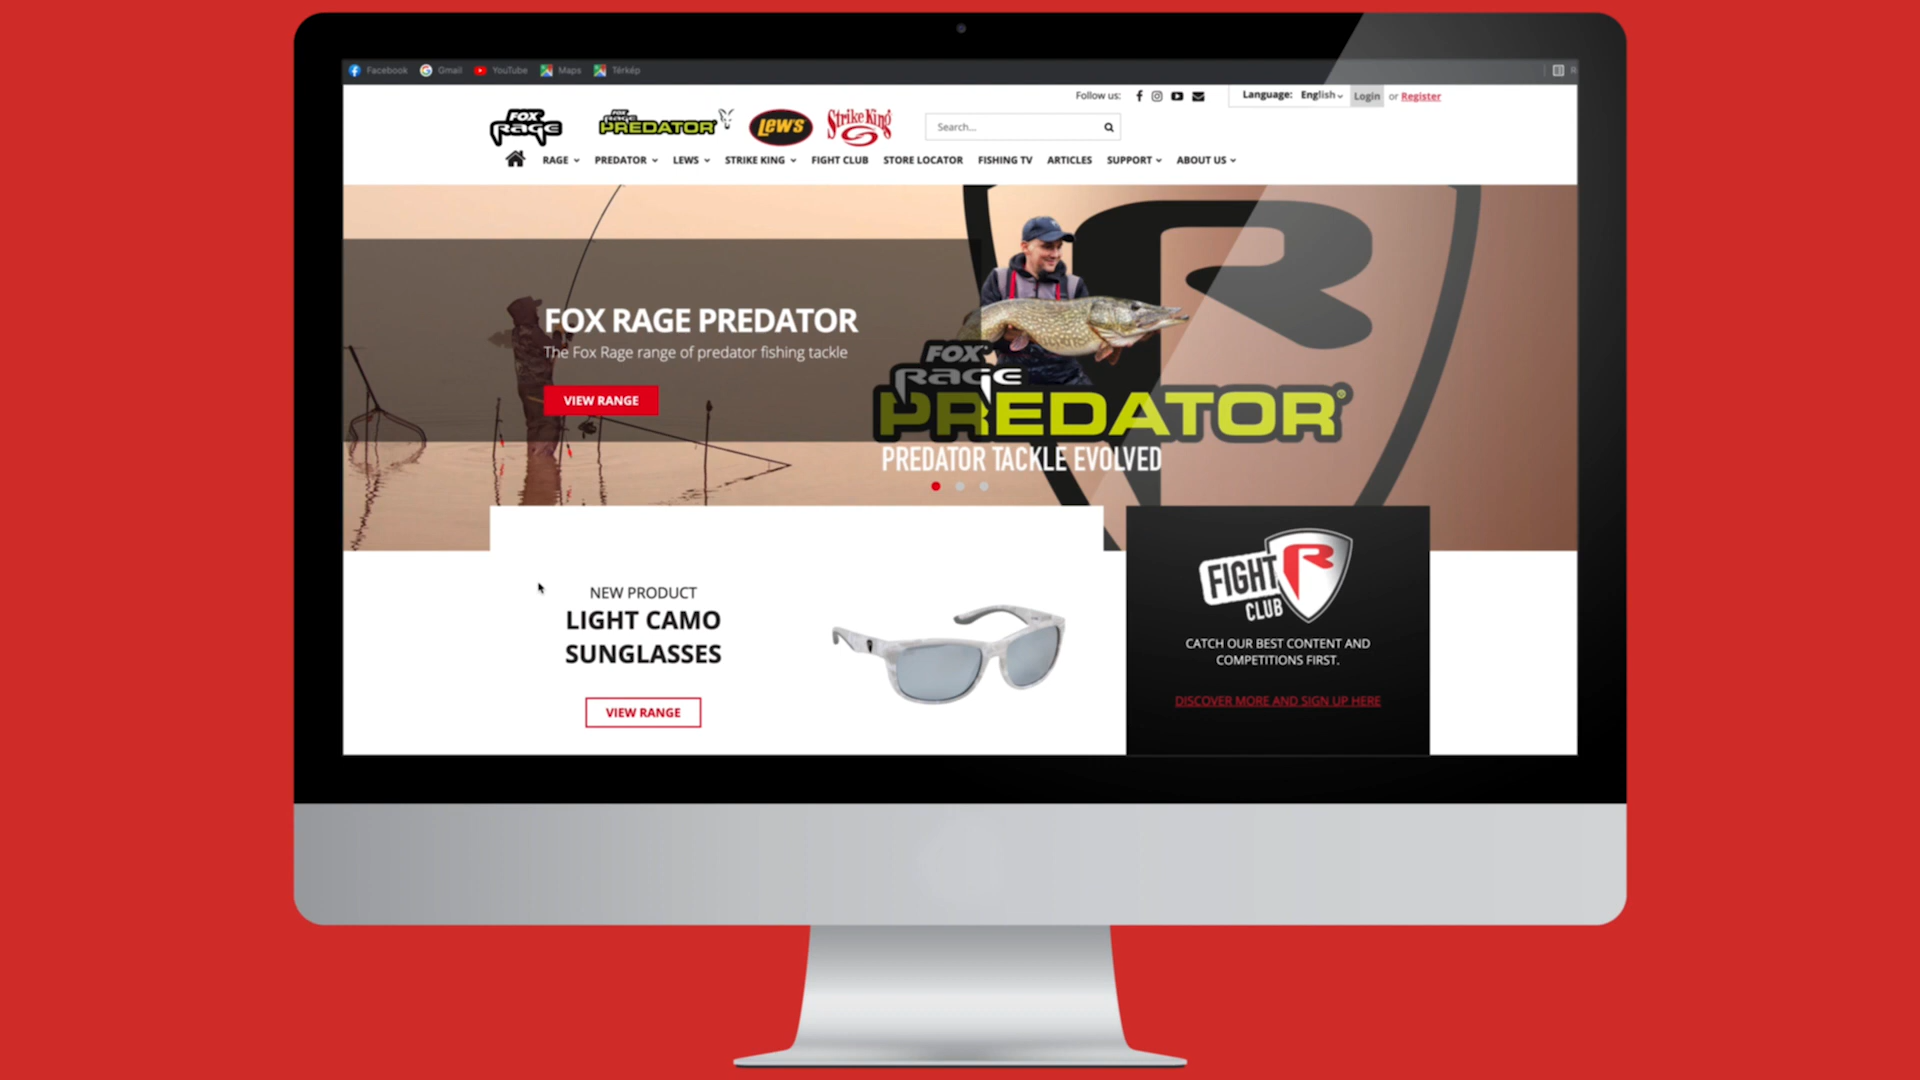 Facebook Gmail YouTube Maps Térkép
Follow us: Language: English Login or Register
FOX RAGE FOX RAGE PREDATOR Lew's Strike King Search...
RAGE PREDATOR LEWS STRIKE KING FIGHT CLUB STORE LOCATOR FISHING TV ARTICLES SUPPORT ABOUT US
FOX RAGE PREDATOR
The Fox Rage range of predator fishing tackle
VIEW RANGE
FOX
RAGE
PREDATOR®
PREDATOR TACKLE EVOLVED
R
NEW PRODUCT
LIGHT CAMO
SUNGLASSES
VIEW RANGE
FIGHT R
CLUB
CATCH OUR BEST CONTENT AND
COMPETITIONS FIRST.
DISCOVER MORE AND SIGN UP HERE